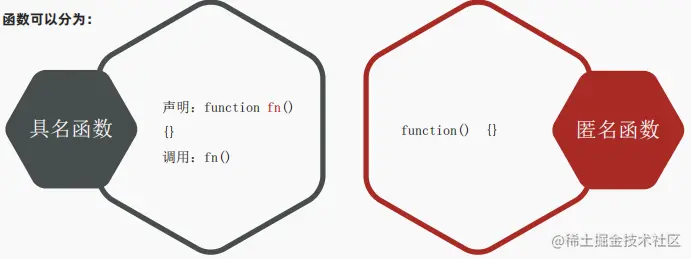 函数可以分为：
具名函数
声明：function fn()
{}
调用：fn()
function() {}
匿名函数
@稀土掘金技术社区